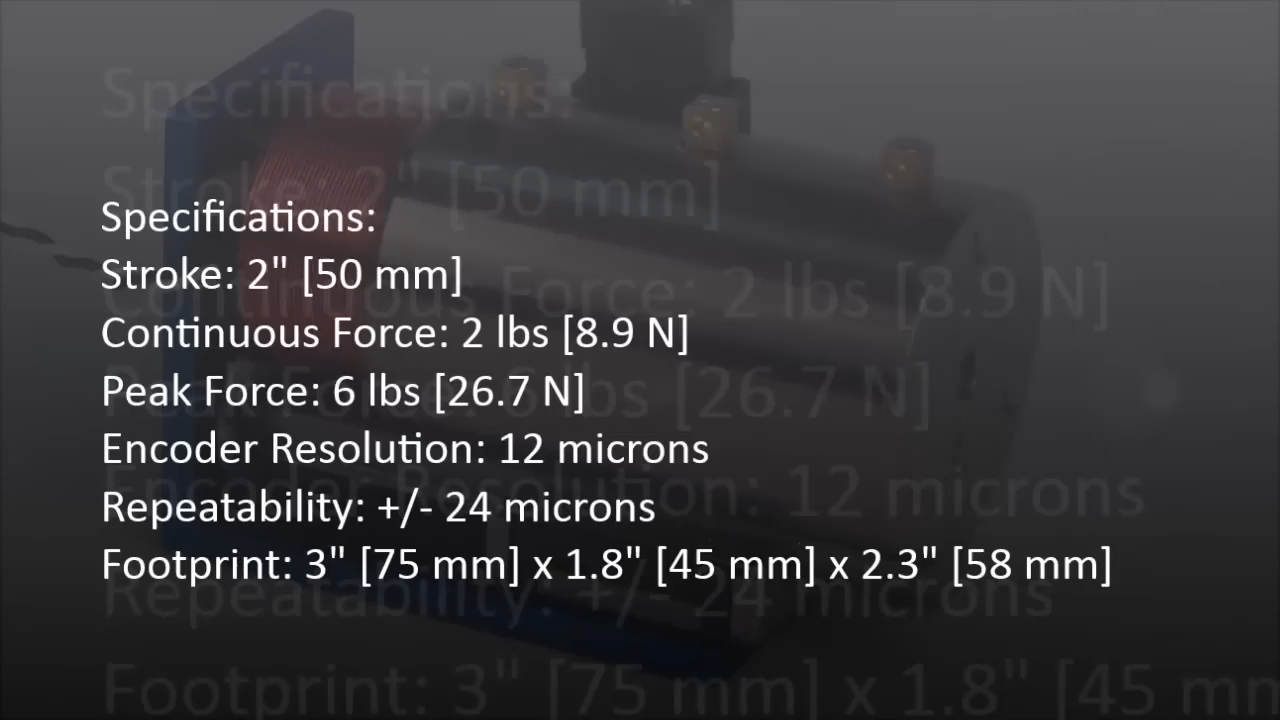 Specifications:
Stroke: 2" [50 mm]
Continuous Force: 2 lbs [8.9 N]
Peak Force: 6 lbs [26.7 N]
Encoder Resolution: 12 microns
Repeatability: +/- 24 microns
Footprint: 3" [75 mm] x 1.8" [45 mm] x 2.3" [58 mm]